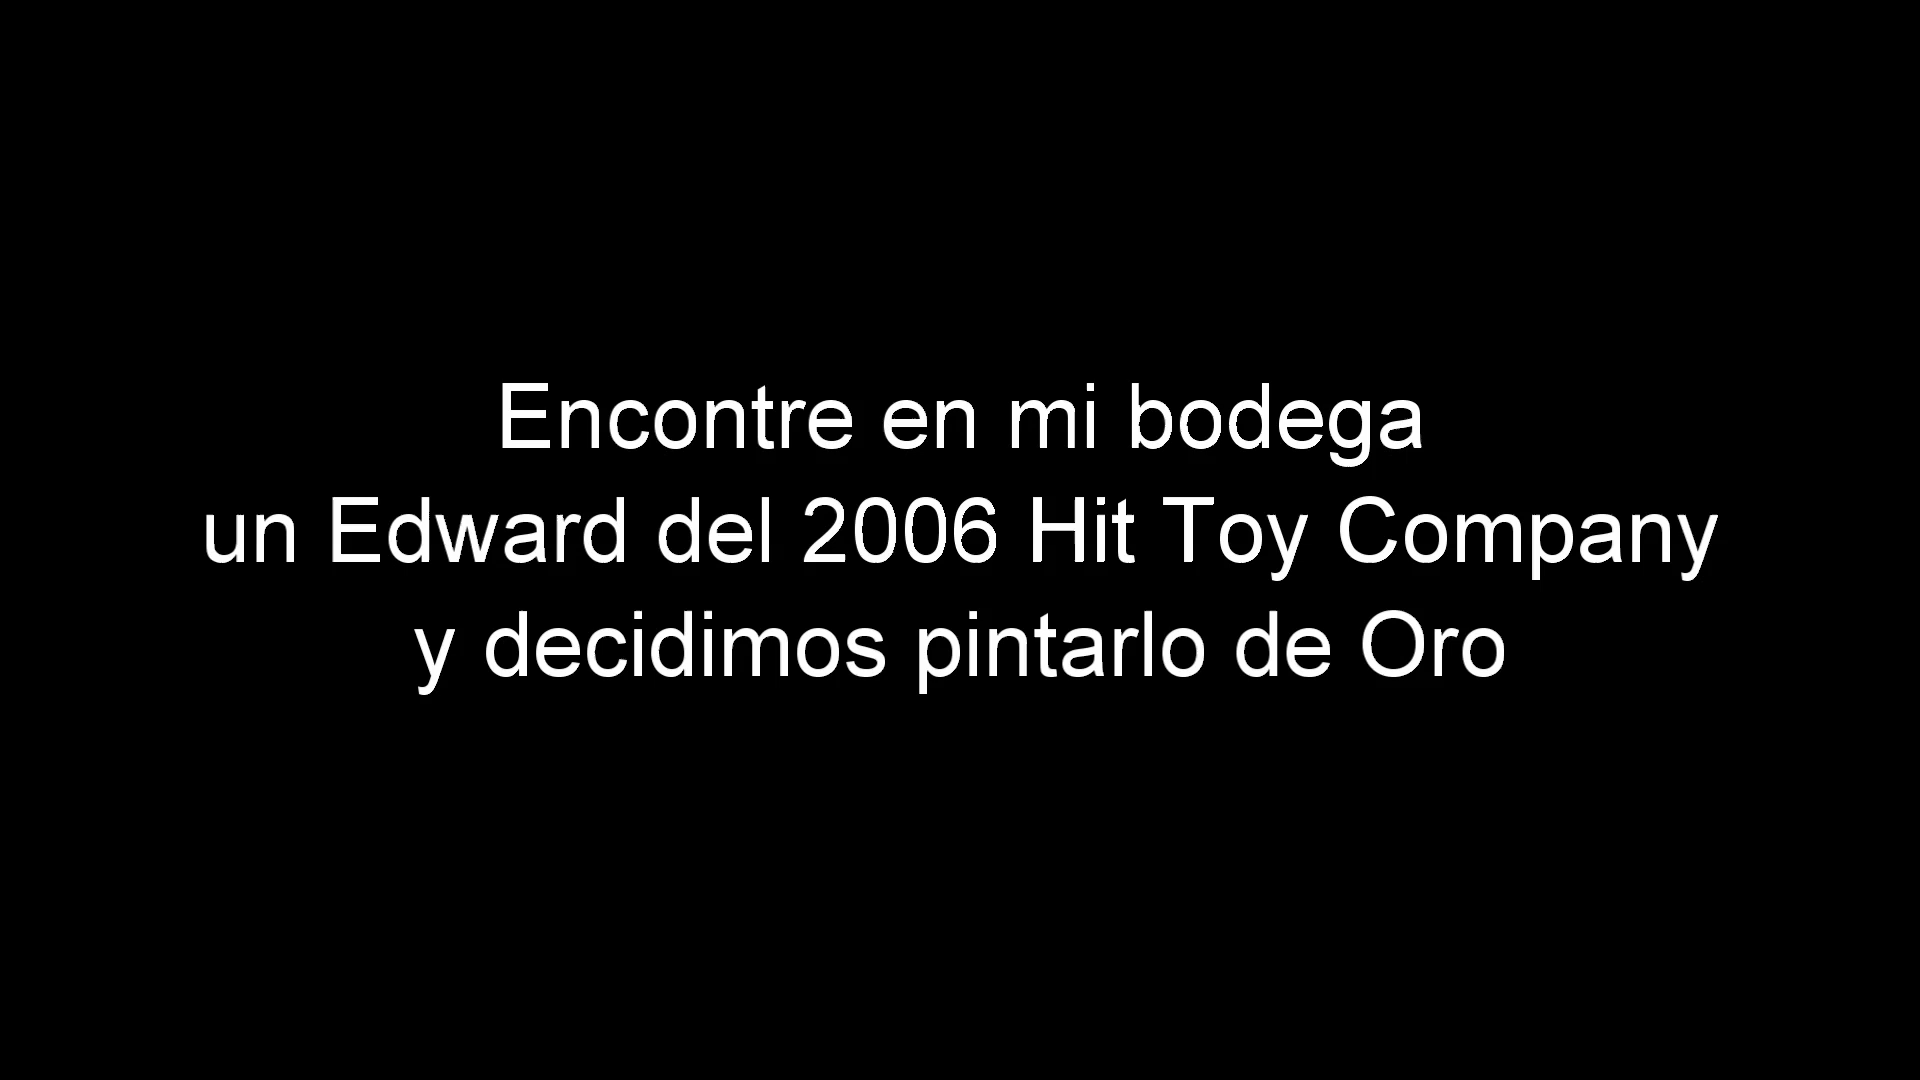 Encontre en mi bodega
un Edward del 2006 Hit Toy Company
y decidimos pintarlo de Oro